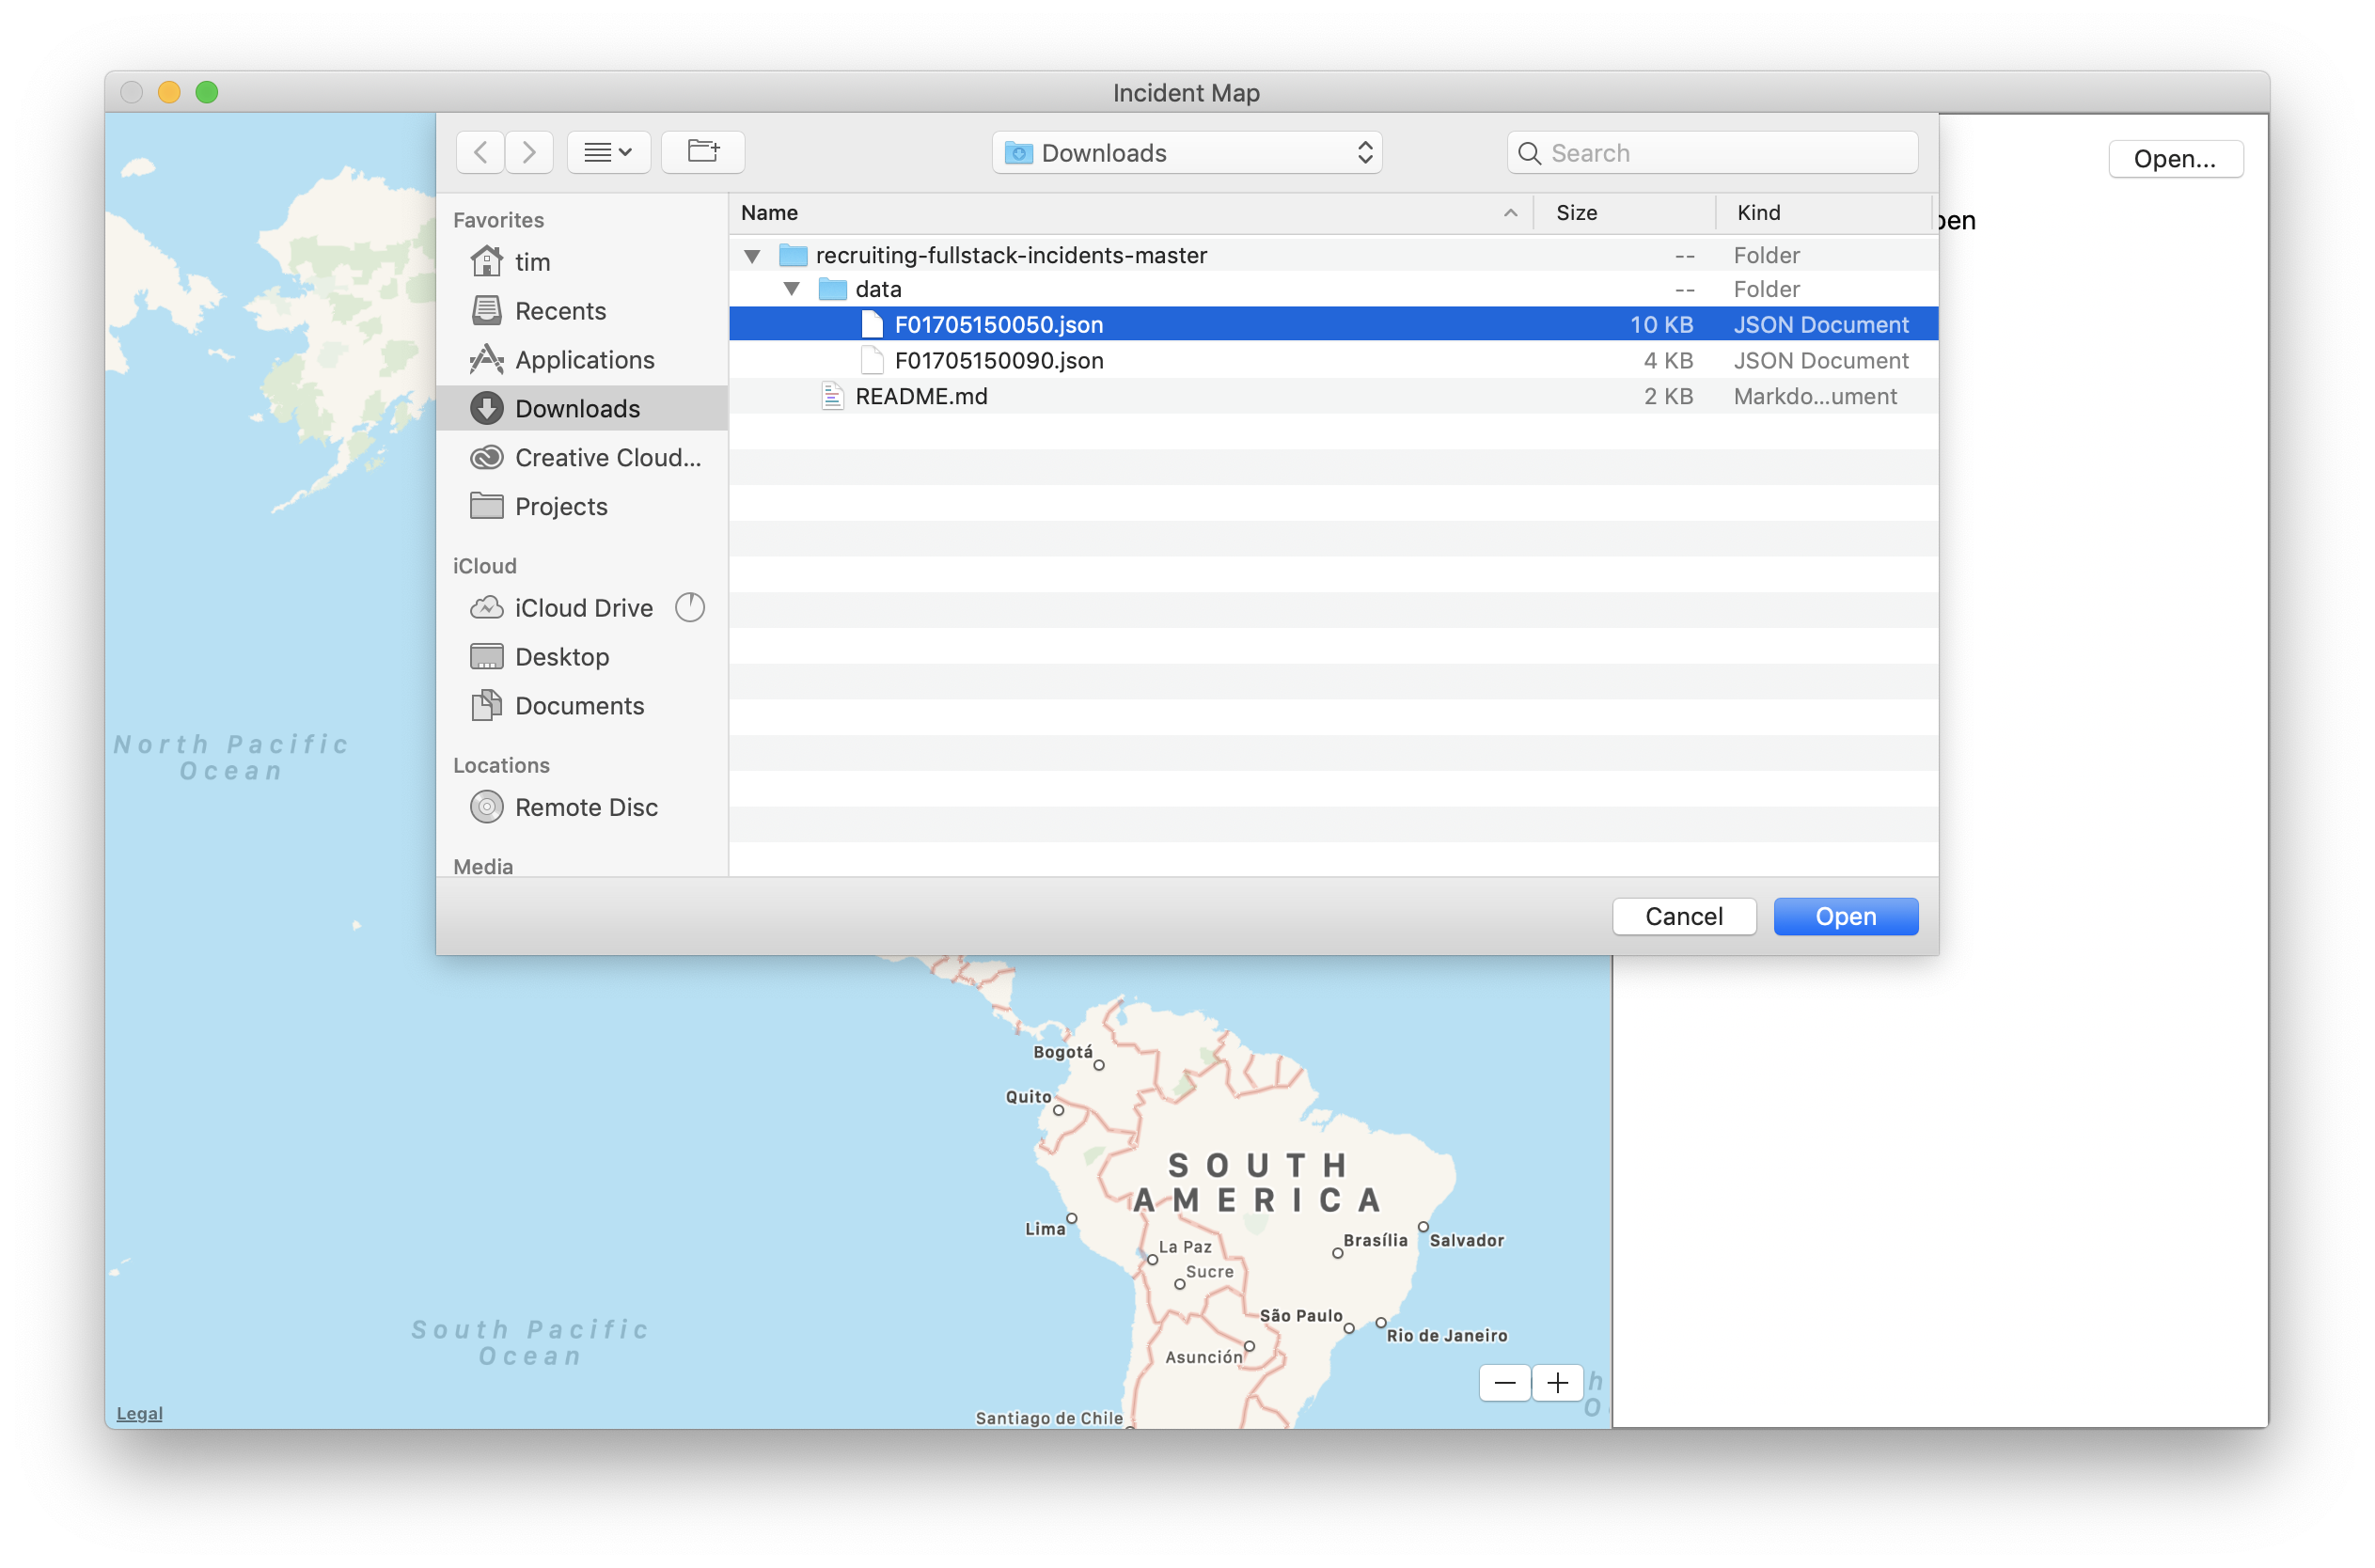 Incident Map
Downloads
Search
Open...
pen
Favorites
tim
Recents
Applications
Downloads
Creative Cloud...
Projects
iCloud
iCloud Drive
Desktop
Documents
Locations
Remote Disc
Media
Name Size Kind
recruiting-fullstack-incidents-master -- Folder
data -- Folder
F01705150050.json 10 KB JSON Document
F01705150090.json 4 KB JSON Document
README.md 2 KB Markdo...ument
Cancel Open
North Pacific
Ocean
Bogotá
Quito
SOUTH
AMERICA
Lima
La Paz
Sucre
Brasília
Salvador
São Paulo
Rio de Janeiro
Asunción
South Pacific
Ocean
Santiago de Chile
h
O
Legal